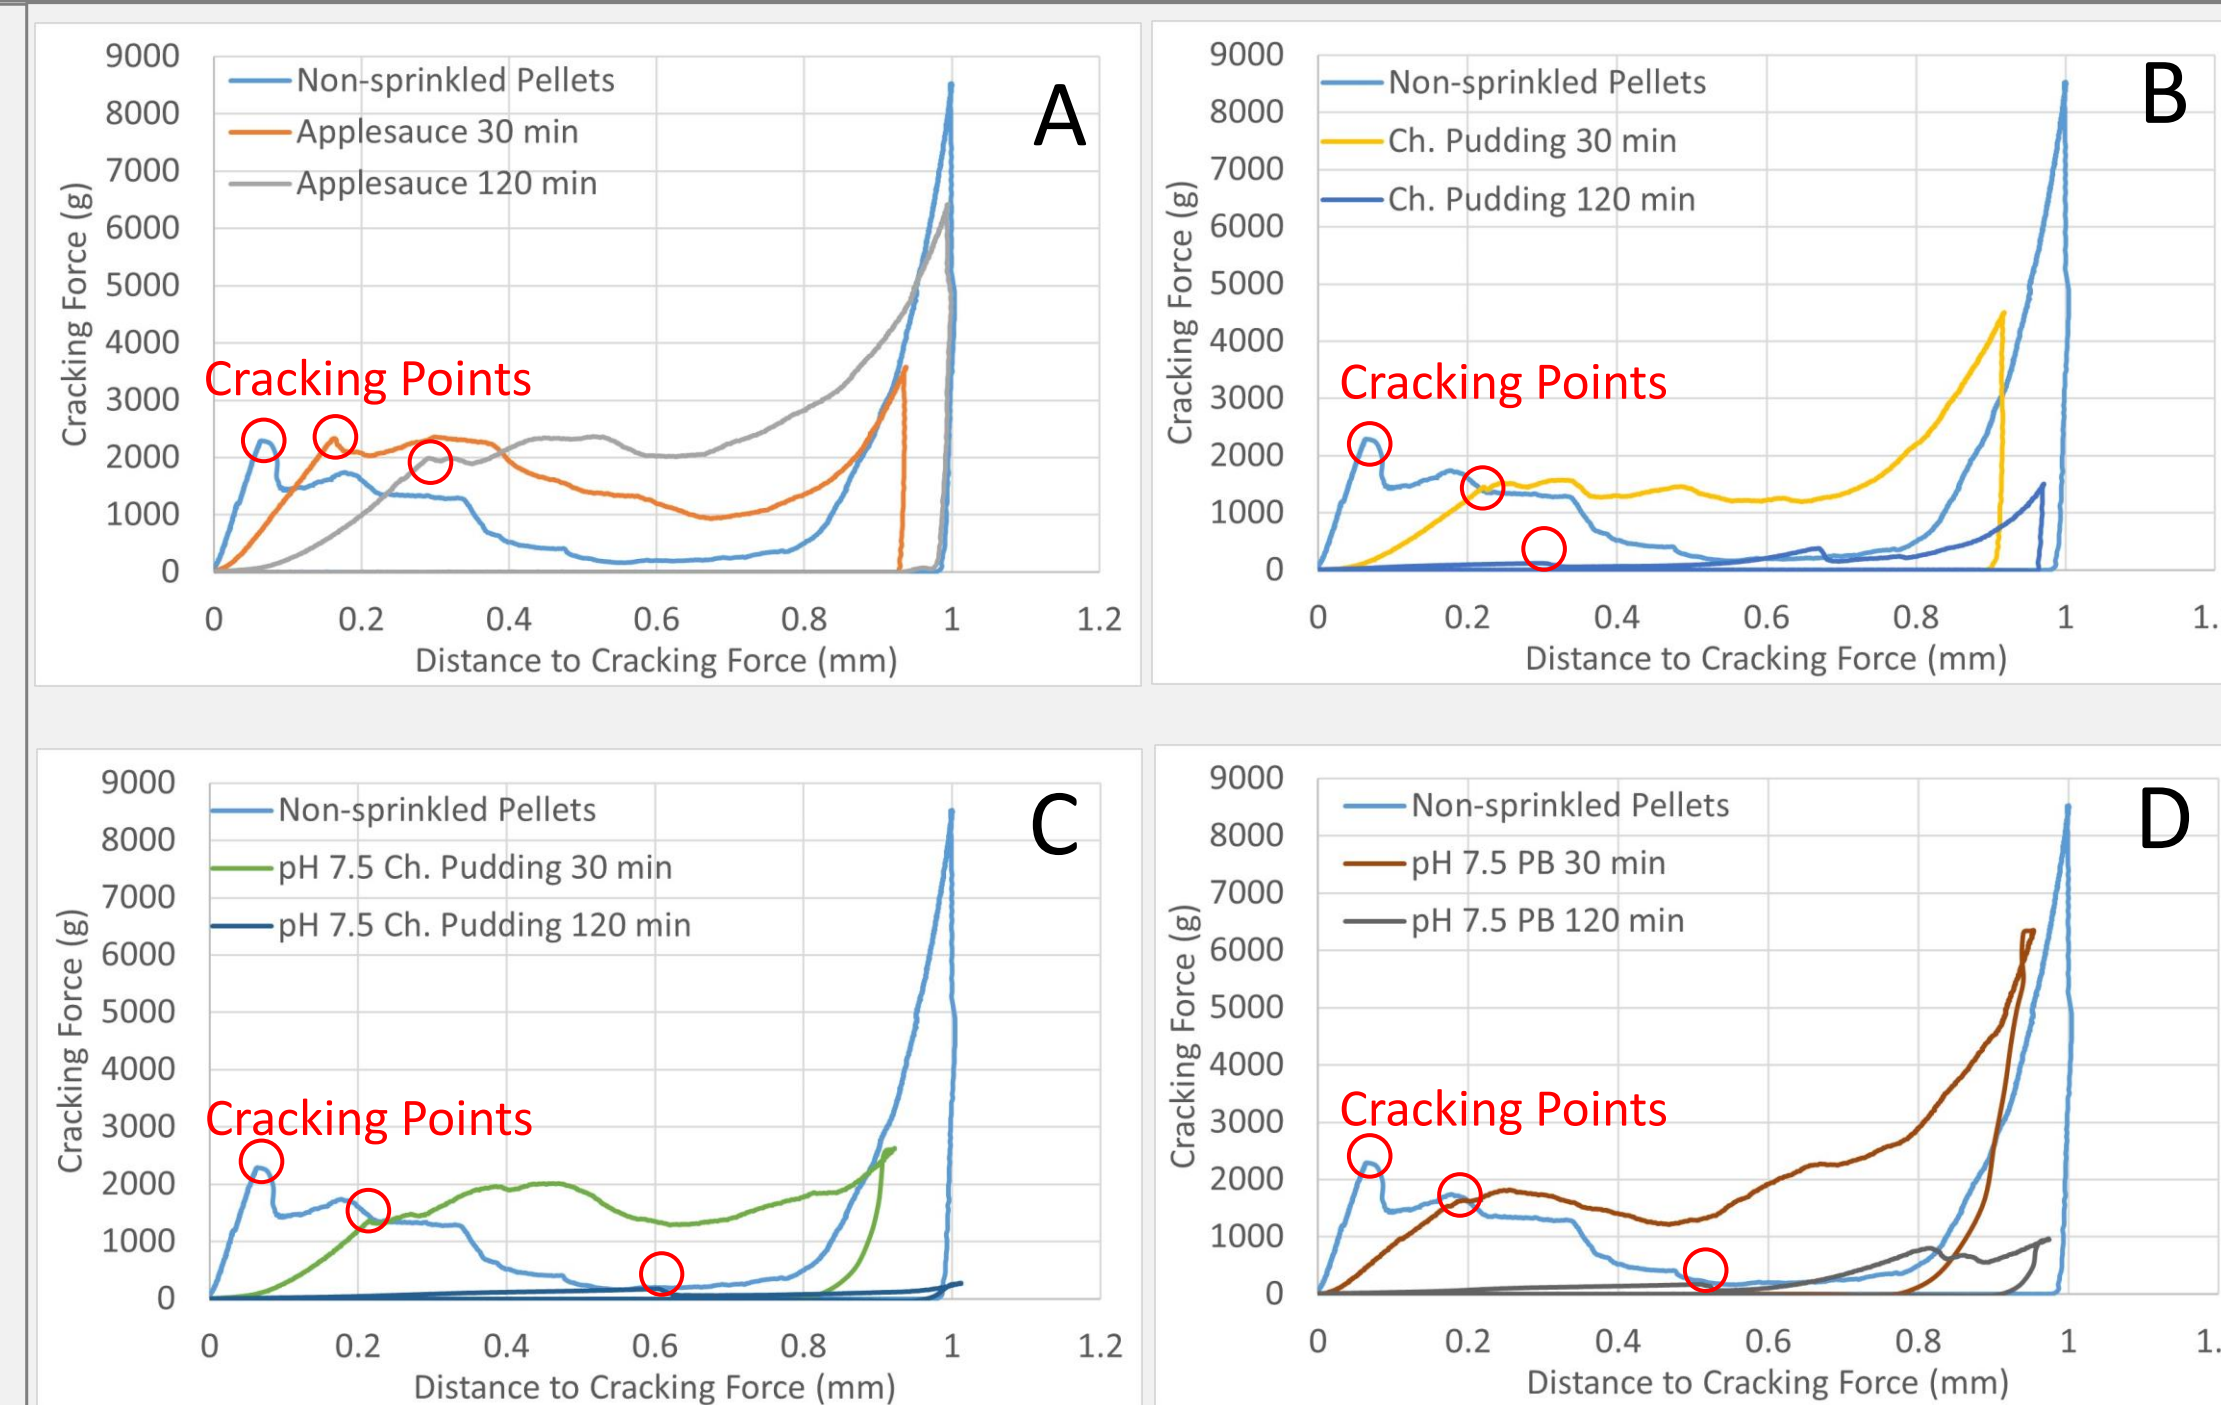 9000
8000
7000
6000
5000
4000
3000
2000
1000
0
Cracking Force (g)
Non-sprinkled Pellets
Applesauce 30 min
Applesauce 120 min
A
Cracking Points
0 0.2 0.4 0.6 0.8 1 1.2
Distance to Cracking Force (mm)
9000
8000
7000
6000
5000
4000
3000
2000
1000
0
Cracking Force (g)
Non-sprinkled Pellets
Ch. Pudding 30 min
Ch. Pudding 120 min
B
Cracking Points
0 0.2 0.4 0.6 0.8 1 1.
Distance to Cracking Force (mm)
9000
8000
7000
6000
5000
4000
3000
2000
1000
0
Cracking Force (g)
Non-sprinkled Pellets
pH 7.5 Ch. Pudding 30 min
pH 7.5 Ch. Pudding 120 min
C
Cracking Points
0 0.2 0.4 0.6 0.8 1 1.2
Distance to Cracking Force (mm)
9000
8000
7000
6000
5000
4000
3000
2000
1000
0
Cracking Force (g)
Non-sprinkled Pellets
pH 7.5 PB 30 min
pH 7.5 PB 120 min
D
Cracking Points
0 0.2 0.4 0.6 0.8 1 1.
Distance to Cracking Force (mm)